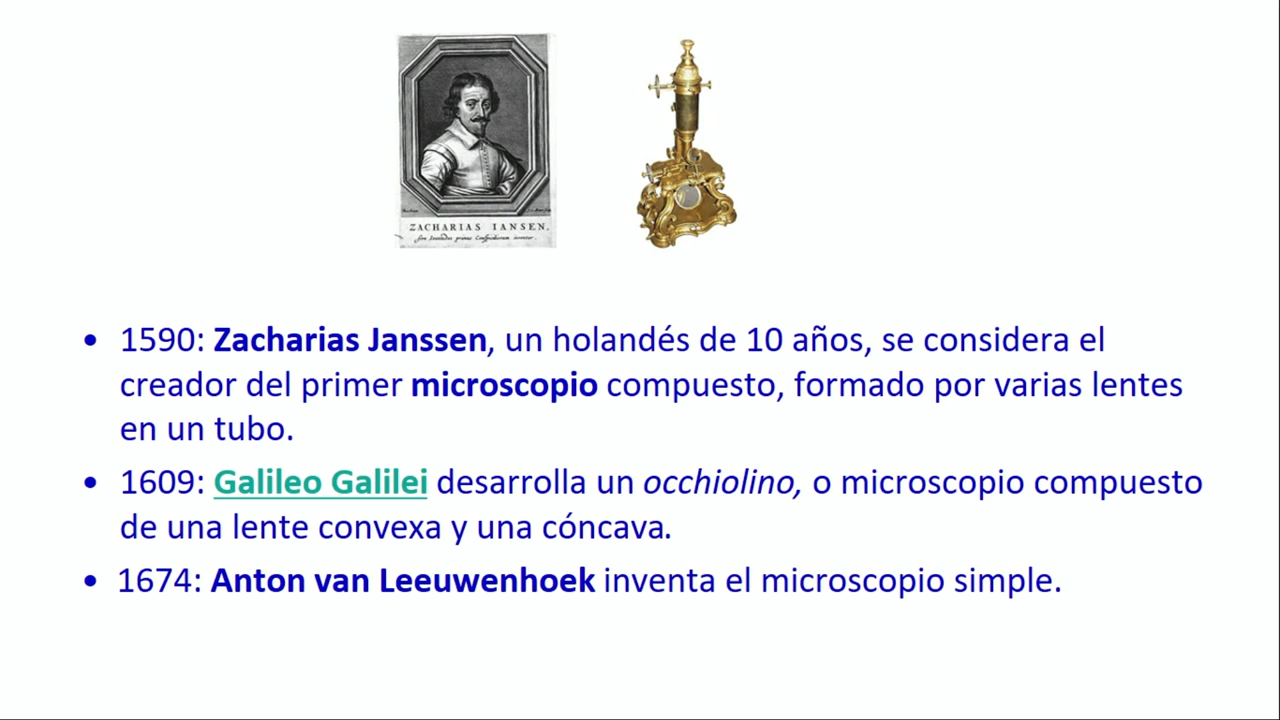 ZACHARIAS IANSEN,
• 1590: Zacharias Janssen, un holandés de 10 años, se considera el
creador del primer microscopio compuesto, formado por varias lentes
en un tubo.
• 1609: Galileo Galilei desarrolla un occhiolino, o microscopio compuesto
de una lente convexa y una cóncava.
• 1674: Anton van Leeuwenhoek inventa el microscopio simple.